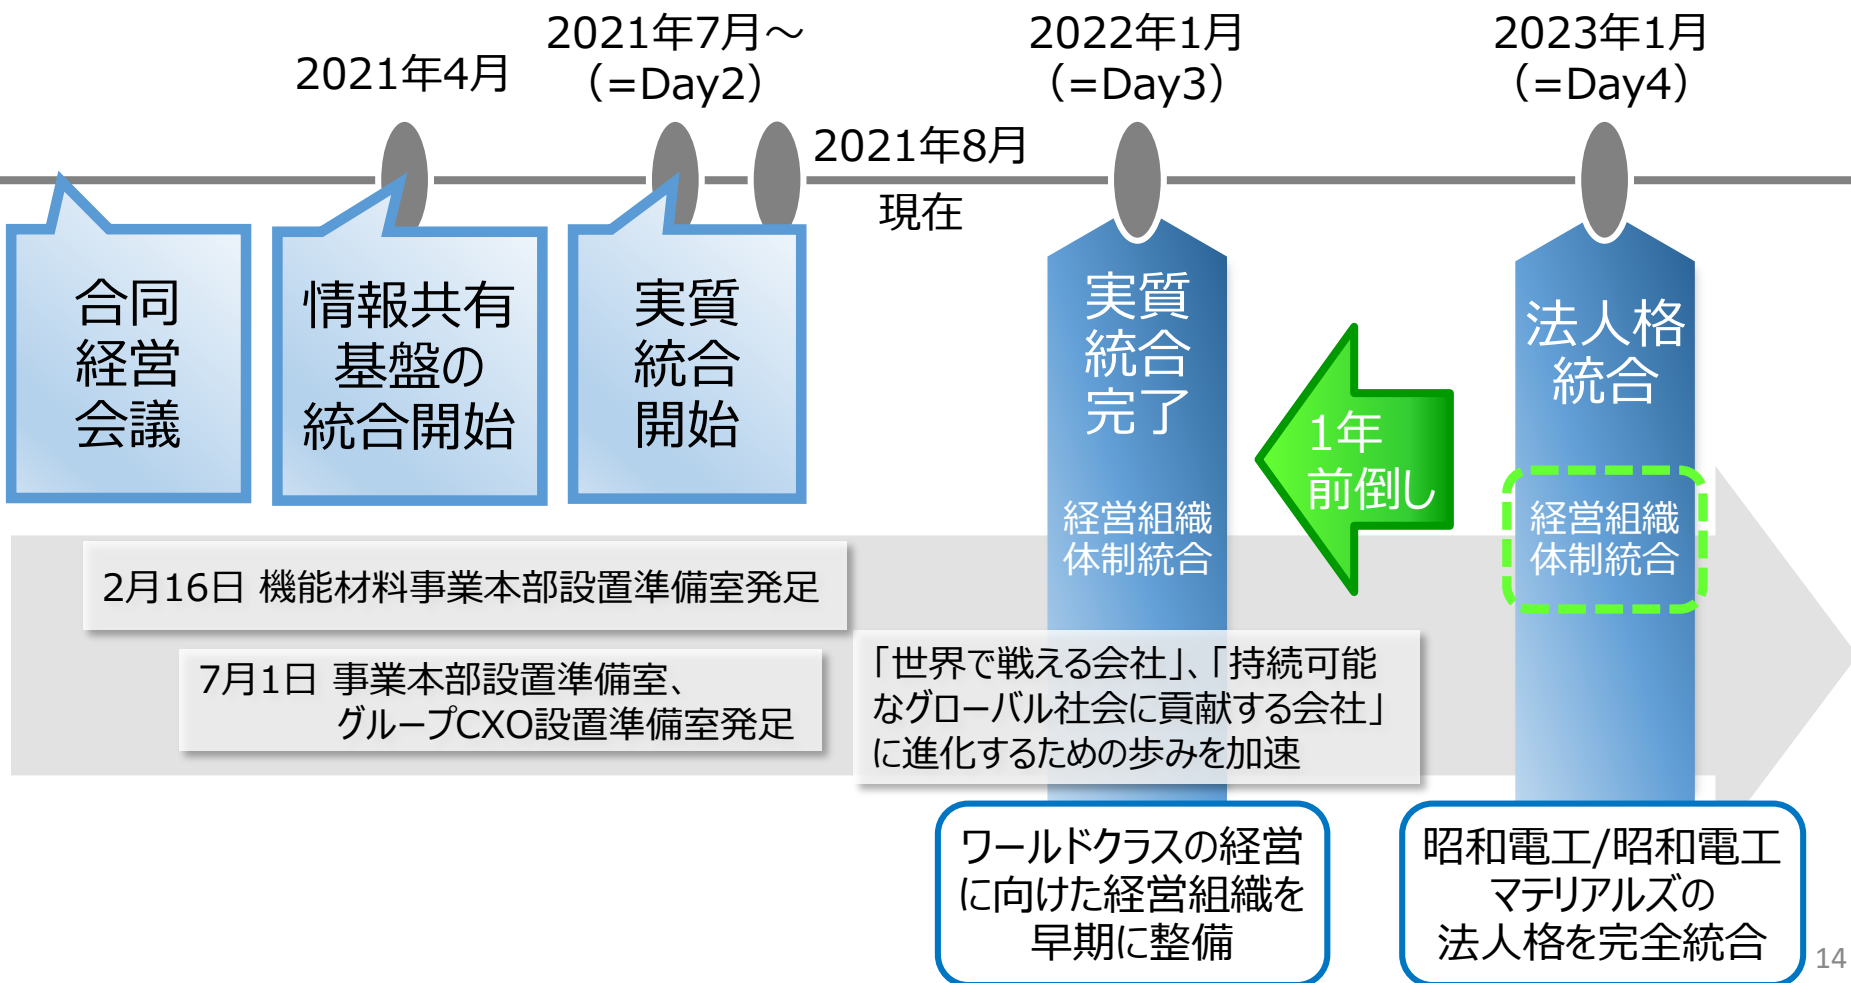 2021年4月
2021年7月～
（=Day2）
2021年8月
現在
2022年1月
（=Day3）
2023年1月
（=Day4）
合同
経営
会議
情報共有
基盤の
統合開始
実質
統合
開始
実質
統合
完了
経営組織
体制統合
1年
前倒し
法人格
統合
経営組織
体制統合
2月16日 機能材料事業本部設置準備室発足
7月1日 事業本部設置準備室、
グループCXO設置準備室発足
「世界で戦える会社」、「持続可能
なグローバル社会に貢献する会社」
に進化するための歩みを加速
ワールドクラスの経営
に向けた経営組織を
早期に整備
昭和電工/昭和電工
マテリアルズの
法人格を完全統合
14